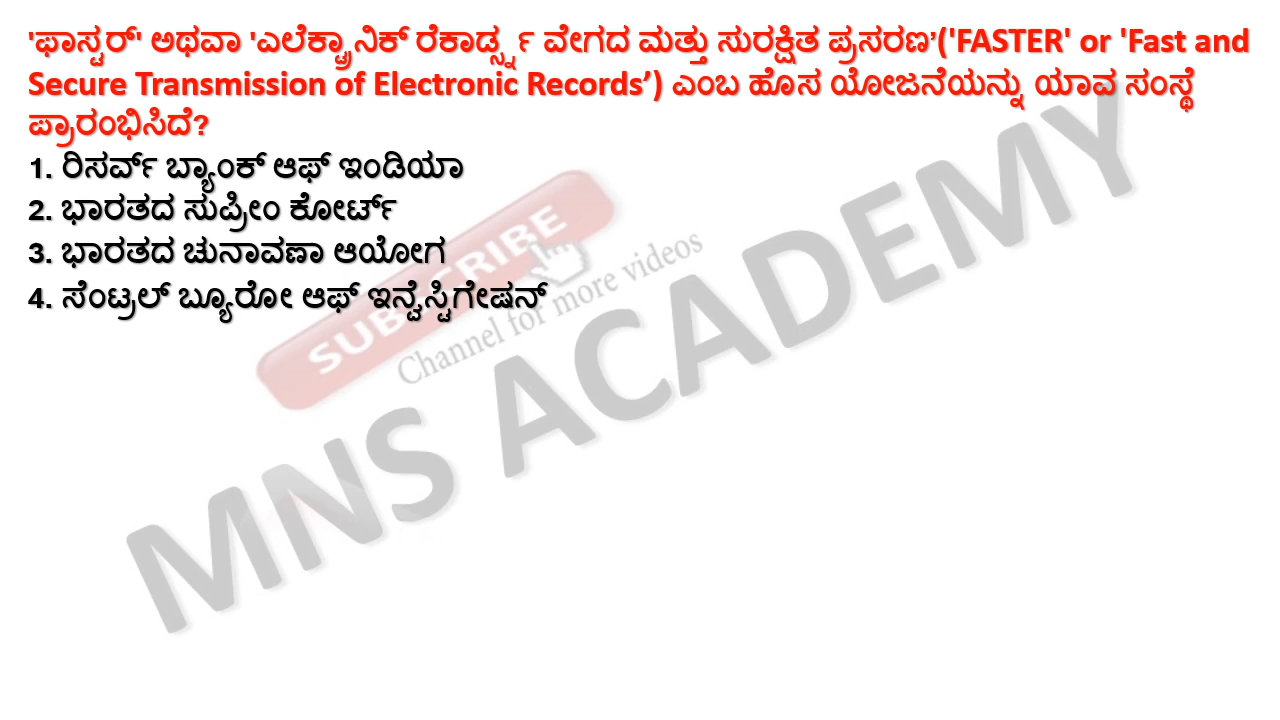 'ಫಾಸ್ಟರ್' ಅಥವಾ 'ಎಲೆಕ್ಟ್ರಾನಿಕ್ ರೆಕಾರ್ಡ್ಸ್ನ ವೇಗದ ಮತ್ತು ಸುರಕ್ಷಿತ ಪ್ರಸರಣ'('FASTER' or 'Fast and
Secure Transmission of Electronic Records’) ಎಂಬ ಹೊಸ ಯೋಜನೆಯನ್ನು ಯಾವ ಸಂಸ್ಥೆ
ಪ್ರಾರಂಭಿಸಿದೆ?
1. ರಿಸರ್ವ್ ಬ್ಯಾಂಕ್ ಆಫ್ ಇಂಡಿಯಾ
2. ಭಾರತದ ಸುಪ್ರೀಂ ಕೋರ್ಟ್
3. ಭಾರತದ ಚುನಾವಣಾ ಆಯೋಗ
4. ಸೆಂಟ್ರಲ್ ಬ್ಯೂರೋ ಆಫ್ ಇನ್ವೆಸ್ಟಿಗೇಷನ್
SUBSCRIBE
Channel for more videos
MNS ACADEMY